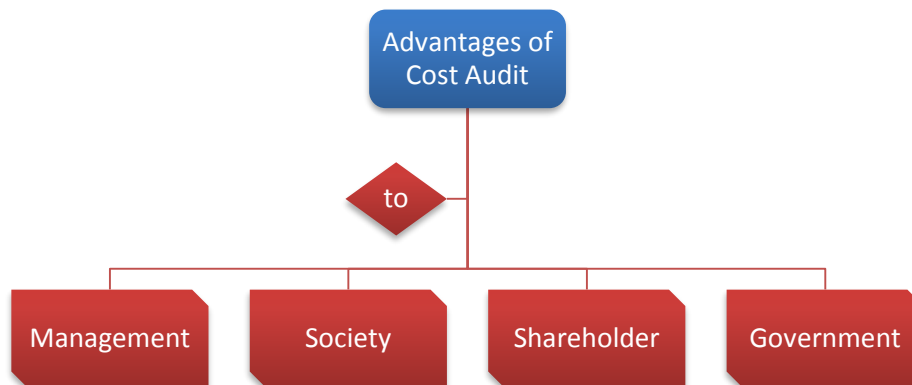 Advantages of
Cost Audit
to
Management
Society
Shareholder
Government